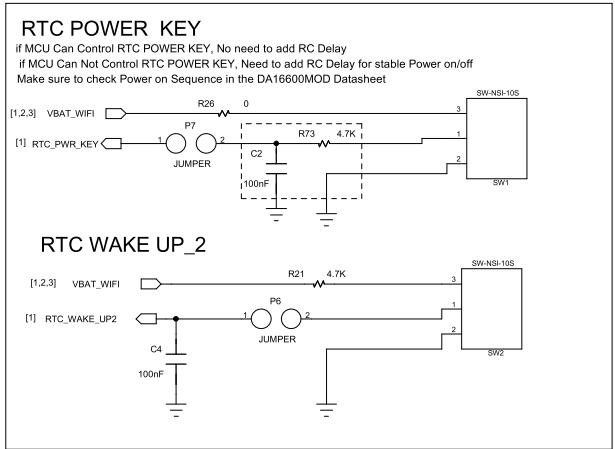 RTC POWER KEY
if MCU Can Control RTC POWER KEY, No need to add RC Delay
if MCU Can Not Control RTC POWER KEY, Need to add RC Delay for stable Power on/off
Make sure to check Power on Sequence in the DA16600MOD Datasheet
SW-NSI-10S
R26 0
[1,2,3] VBAT_WIFI 3
P7
R73 4.7K
[1] RTC_PWR_KEY 1 2 1
JUMPER
C2
2
100nF
SW1
RTC WAKE UP_2
SW-NSI-10S
R21 4.7K
[1,2,3] VBAT_WIFI 3
P6
[1] RTC_WAKE_UP2 1 2 1
JUMPER
2
C4
SW2
100nF